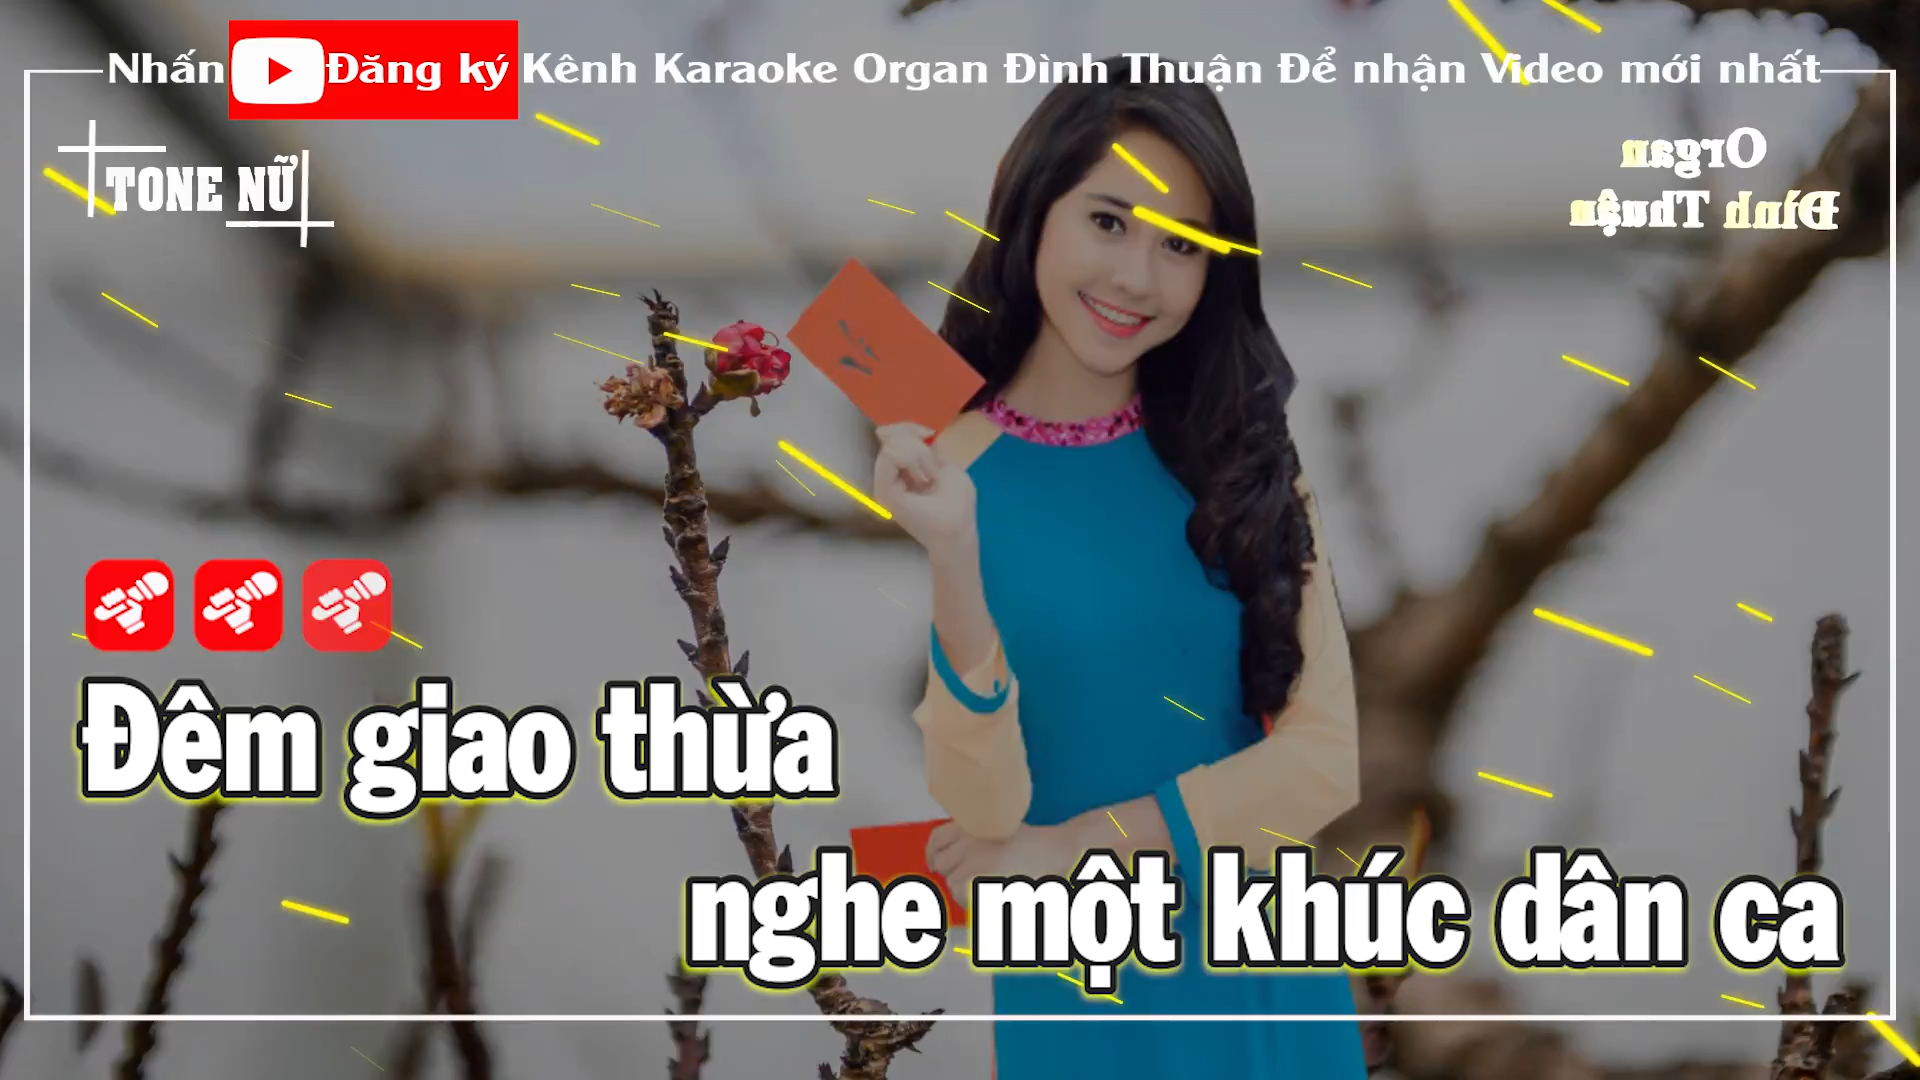 Nhấn Đăng ký Kênh Karaoke Organ Đình Thuận Để nhận Video mới nhất
TONE NỮ
Organ
Đình Thuận
Đêm giao thừa
nghe một khúc dân ca